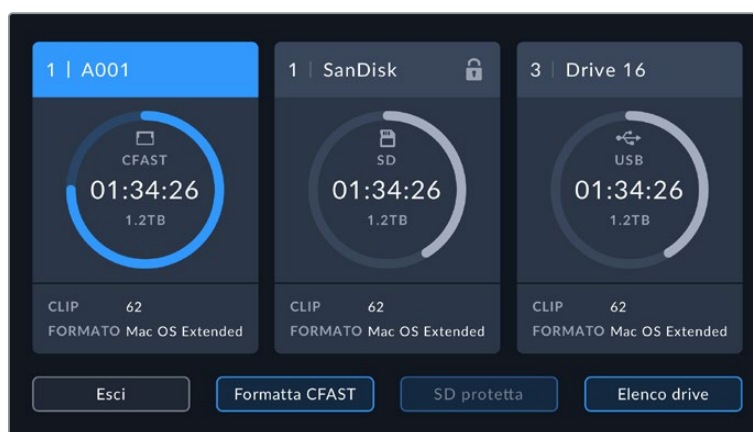 1 | A001
CFAST
01:34:26
1.2TB
CLIP 62
FORMATO Mac OS Extended
1 | SanDisk
SD
01:34:26
1.2TB
CLIP 62
FORMATO Mac OS Extended
3 | Drive 16
USB
01:34:26
1.2TB
CLIP 62
FORMATO Mac OS Extended
Esci
Formatta CFAST
SD protetta
Elenco drive